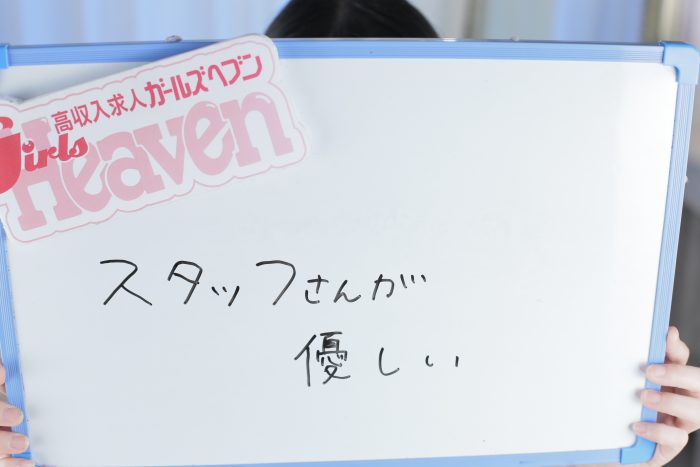 高収入求人ガールズヘブン
Girls
Heaven
スタッフさんが
優しい